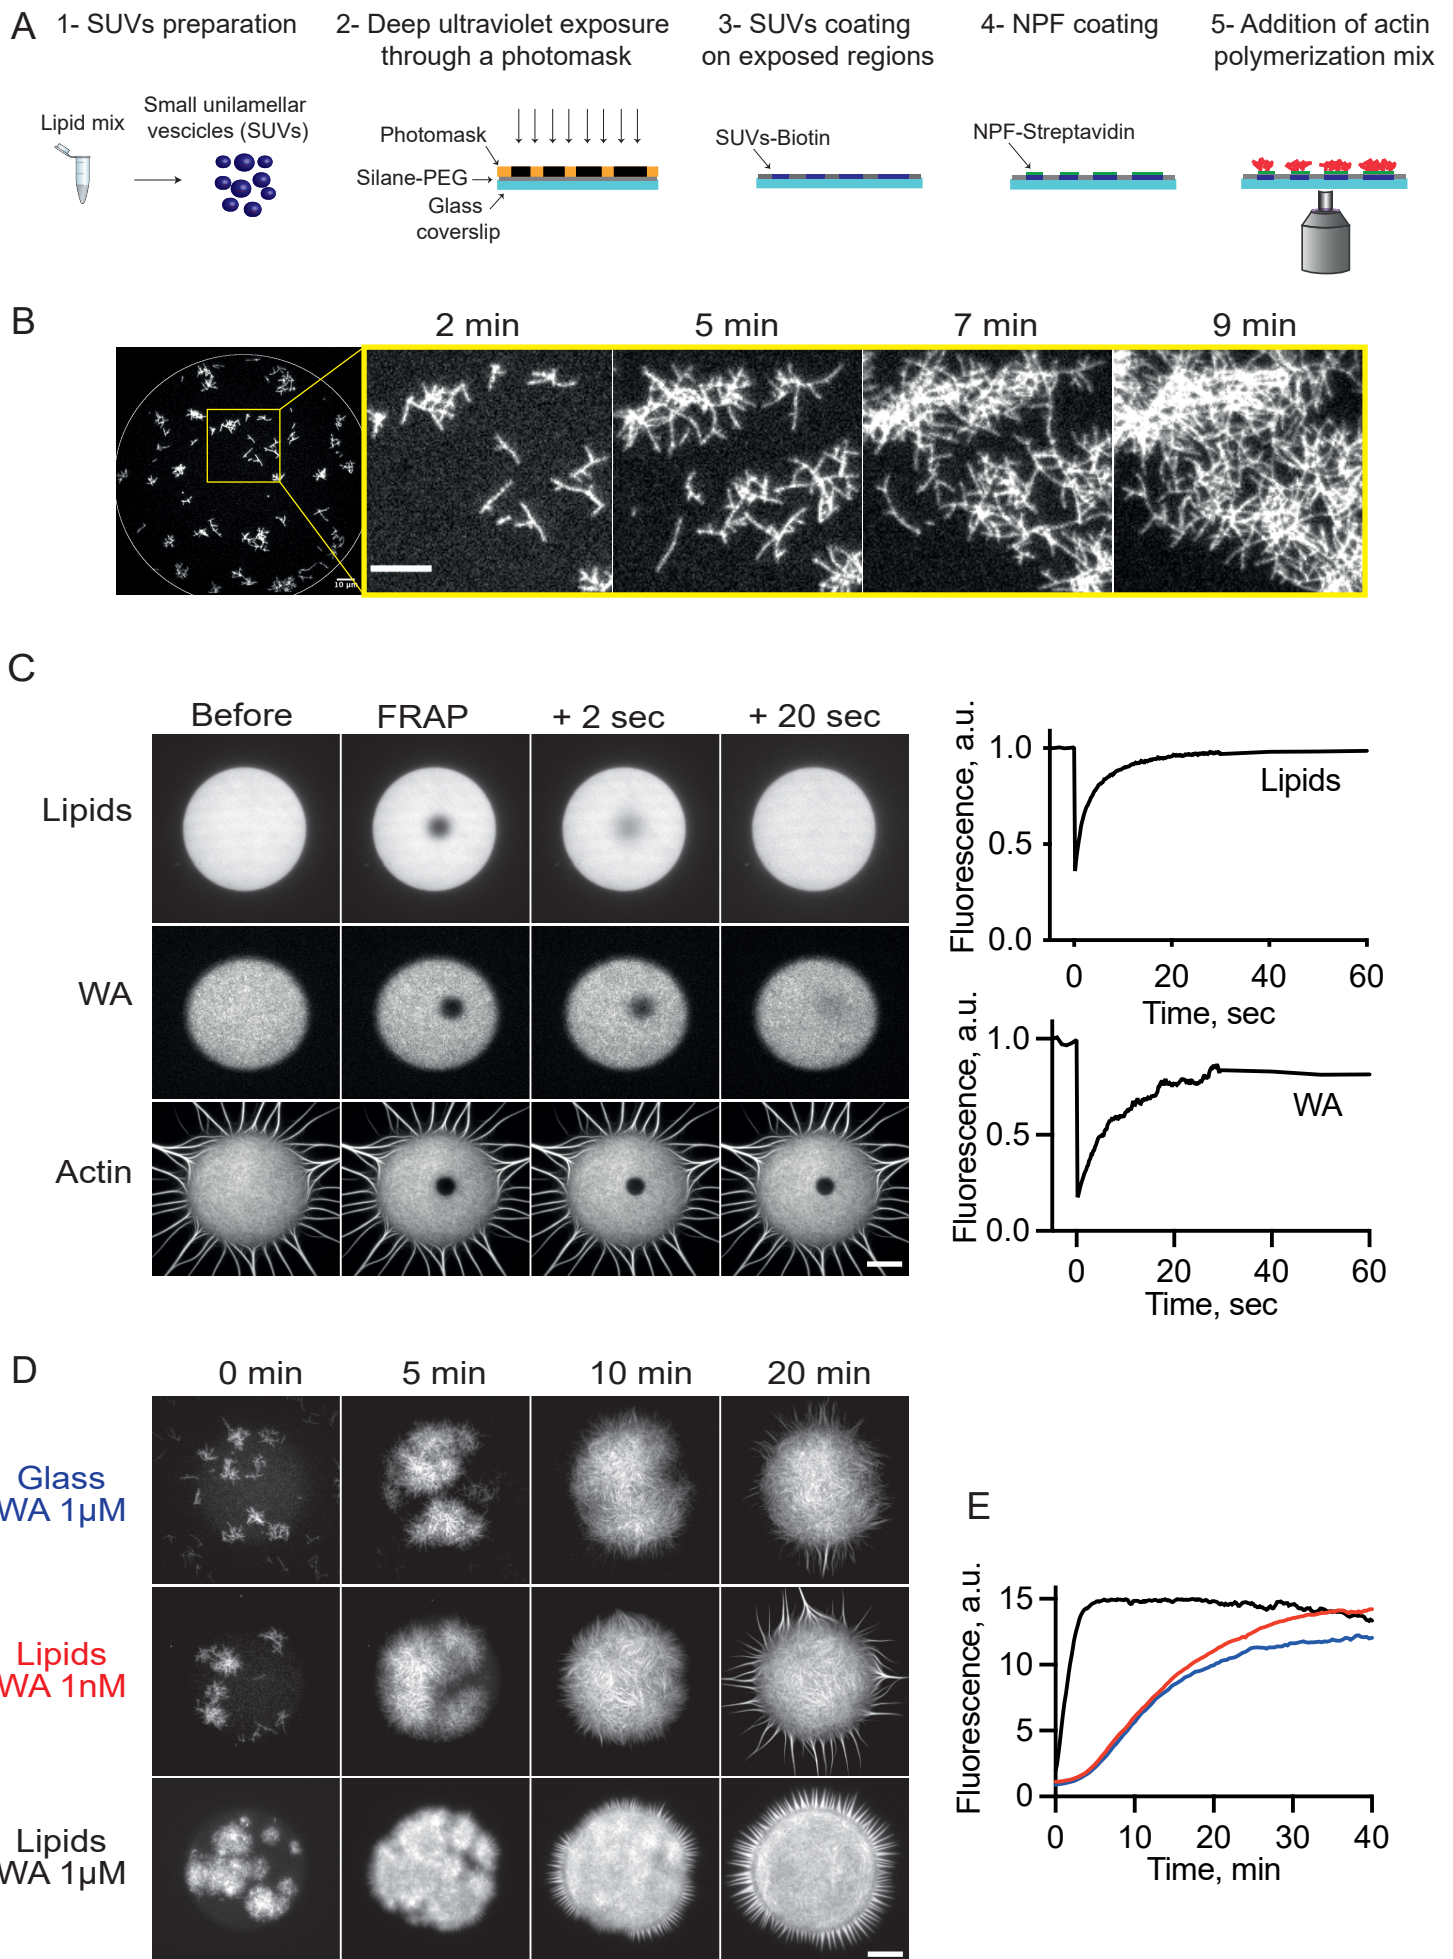 A
1- SUVs preparation
2- Deep ultraviolet exposure
through a photomask
3- SUVs coating
on exposed regions
4- NPF coating
5- Addition of actin
polymerization mix
Lipid mix
Small unilamellar
vescicles (SUVs)
Photomask
Silane-PEG
Glass
coverslip
SUVs-Biotin
NPF-Streptavidin
B
2 min
5 min
7 min
9 min
10 µm
C
Before
FRAP
+ 2 sec
+ 20 sec
Lipids
WA
Actin
Fluorescence, a.u.
1.0
0.5
0.0
Lipids
0
20
40
60
Time, sec
Fluorescence, a.u.
1.0
0.5
0.0
WA
0
20
40
60
Time, sec
D
0 min
5 min
10 min
20 min
Glass
WA 1µM
Lipids
WA 1nM
Lipids
WA 1µM
E
Fluorescence, a.u.
15
10
5
0
0
10
20
30
40
Time, min